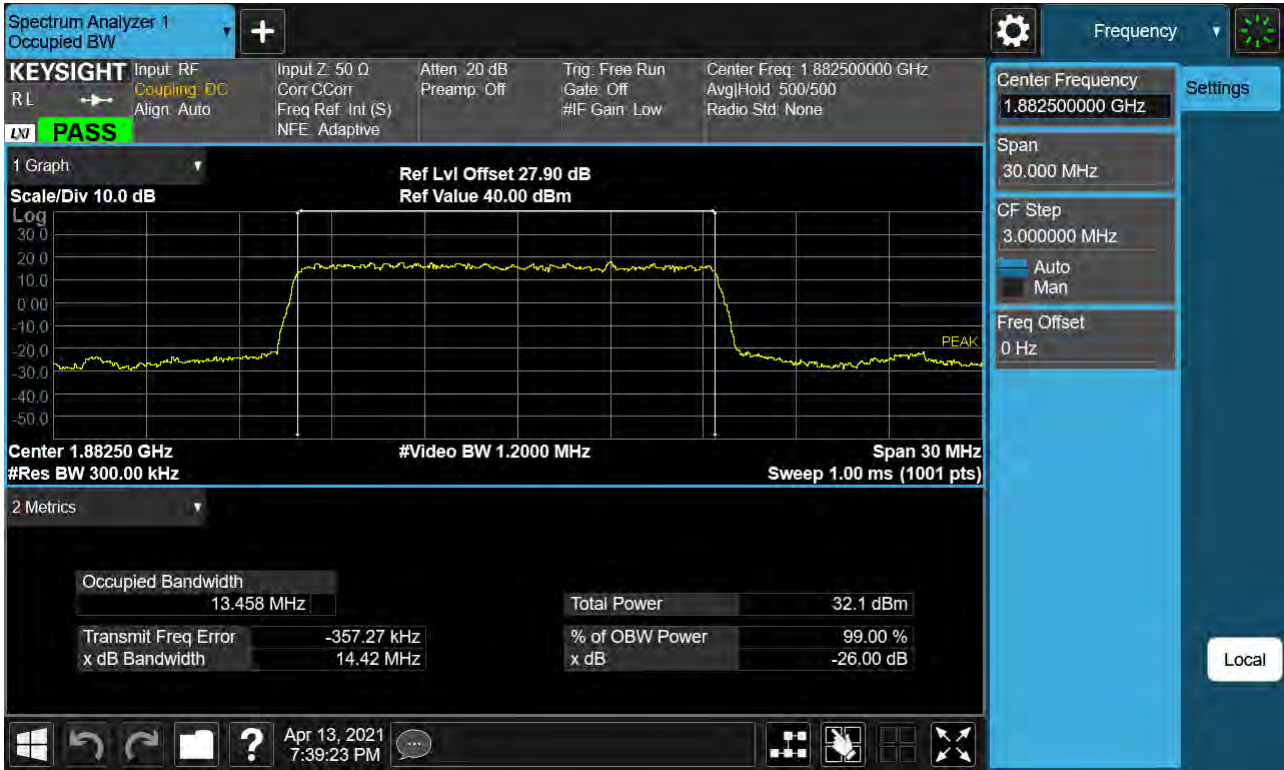 Spectrum Analyzer 1
Occupied BW
Frequency
KEYSIGHT
RL
LXI PASS
Input: RF
Coupling: DC
Align: Auto
Input Z: 50 Ω
Corr CCorr
Freq Ref: Int (S)
NFE: Adaptive
Atten: 20 dB
Preamp: Off
Trig: Free Run
Gate: Off
#IF Gain: Low
Center Freq: 1.882500000 GHz
Avg|Hold: 500/500
Radio Std: None
Center Frequency
1.882500000 GHz
Settings
Span
30.000 MHz
CF Step
3.000000 MHz
Auto
Man
Freq Offset
0 Hz
Local
1 Graph
Scale/Div 10.0 dB
Ref Lvl Offset 27.90 dB
Ref Value 40.00 dBm
Log
30.0
20.0
10.0
0.00
-10.0
-20.0
-30.0
-40.0
-50.0
PEAK
Center 1.88250 GHz
#Video BW 1.2000 MHz
Span 30 MHz
#Res BW 300.00 kHz
Sweep 1.00 ms (1001 pts)
2 Metrics
Occupied Bandwidth
13.458 MHz
Total Power 32.1 dBm
Transmit Freq Error -357.27 kHz
% of OBW Power 99.00 %
x dB Bandwidth 14.42 MHz
x dB -26.00 dB
?
Apr 13, 2021
7:39:23 PM